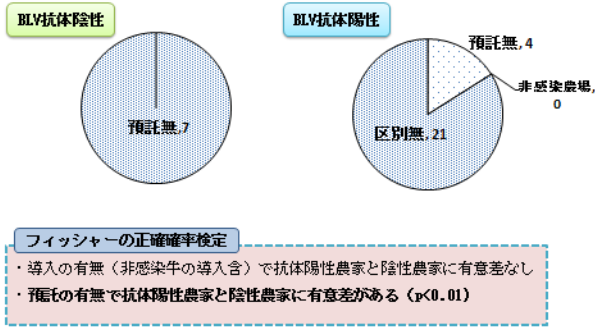 BLV抗体陰性
BLV抗体陽性
預託無,7
預託無,4
非感染農場,
0
区別無,21
フィッシャーの正確確率検定
・導入の有無（非感染牛の導入含）で抗体陽性農家と陰性農家に有意差なし
・預託の有無で抗体陽性農家と陰性農家に有意差がある（p<0.01）